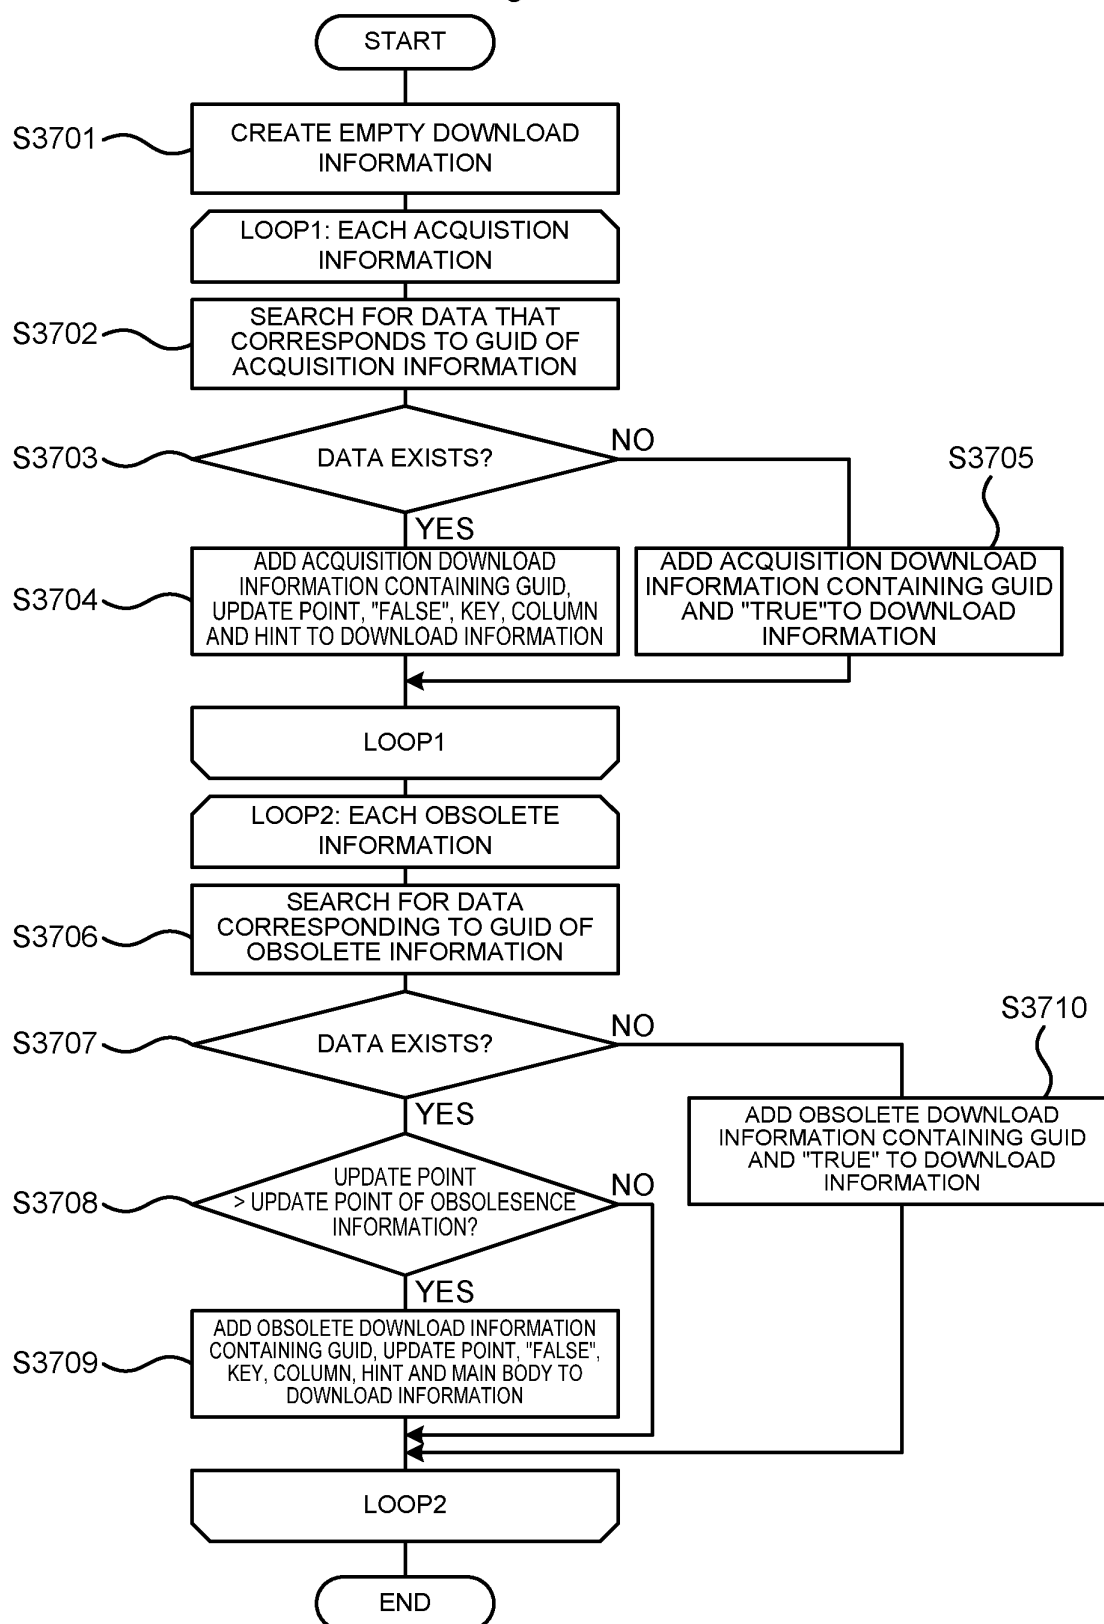 START
S3701
CREATE EMPTY DOWNLOAD
INFORMATION
LOOP1: EACH ACQUISTION
INFORMATION
S3702
SEARCH FOR DATA THAT
CORRESPONDS TO GUID OF
ACQUISITION INFORMATION
S3703
DATA EXISTS?
NO
YES
S3704
ADD ACQUISITION DOWNLOAD
INFORMATION CONTAINING GUID,
UPDATE POINT, "FALSE", KEY, COLUMN
AND HINT TO DOWNLOAD INFORMATION
S3705
ADD ACQUISITION DOWNLOAD
INFORMATION CONTAINING GUID
AND "TRUE"TO DOWNLOAD
INFORMATION
LOOP1
LOOP2: EACH OBSOLETE
INFORMATION
S3706
SEARCH FOR DATA
CORRESPONDING TO GUID OF
OBSOLETE INFORMATION
S3707
DATA EXISTS?
NO
YES
S3710
ADD OBSOLETE DOWNLOAD
INFORMATION CONTAINING GUID
AND "TRUE" TO DOWNLOAD
INFORMATION
S3708
UPDATE POINT
> UPDATE POINT OF OBSOLESENCE
INFORMATION?
NO
YES
S3709
ADD OBSOLETE DOWNLOAD INFORMATION
CONTAINING GUID, UPDATE POINT, "FALSE",
KEY, COLUMN, HINT AND MAIN BODY TO
DOWNLOAD INFORMATION
LOOP2
END